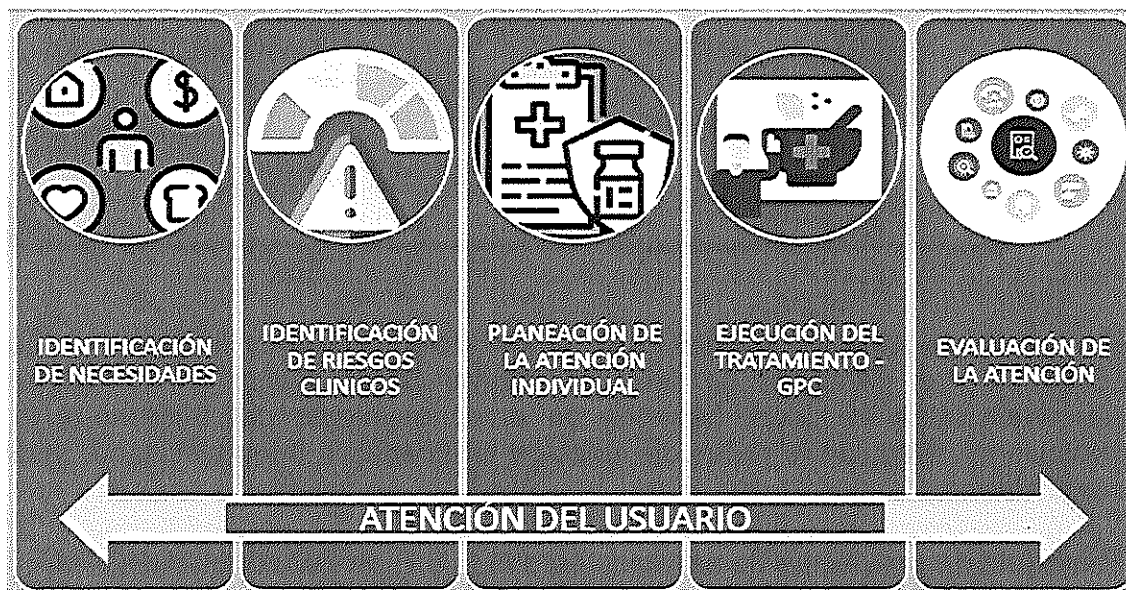 IDENTIFICACIÓN
DE NECESIDADES
IDENTIFICACIÓN
DE RIESGOS
CLINICOS
PLANEACIÓN DE
LA ATENCIÓN
INDIVIDUAL
EJECUCIÓN DEL
TRATAMIENTO -
GPC
EVALUACIÓN DE
LA ATENCIÓN
ATENCIÓN DEL USUARIO